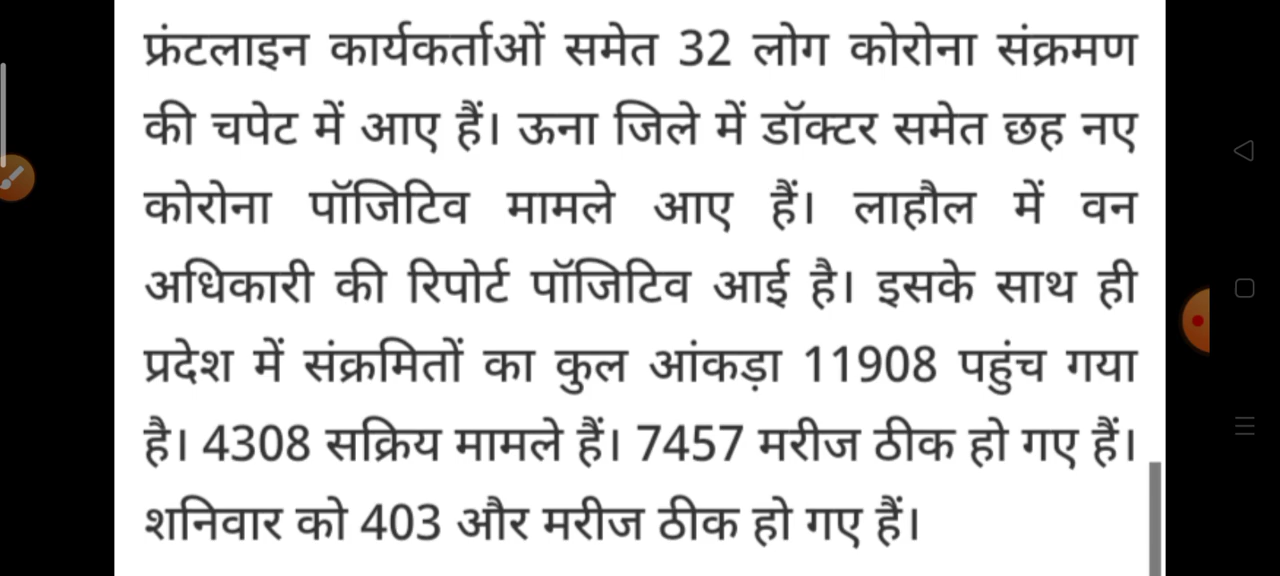 फ्रंटलाइन कार्यकर्ताओं समेत 32 लोग कोरोना संक्रमण
की चपेट में आए हैं। ऊना जिले में डॉक्टर समेत छह नए
कोरोना पॉजिटिव मामले आए हैं। लाहौल में वन
अधिकारी की रिपोर्ट पॉजिटिव आई है। इसके साथ ही
प्रदेश में संक्रमितों का कुल आंकड़ा 11908 पहुंच गया
है। 4308 सक्रिय मामले हैं। 7457 मरीज ठीक हो गए हैं।
शनिवार को 403 और मरीज ठीक हो गए हैं।